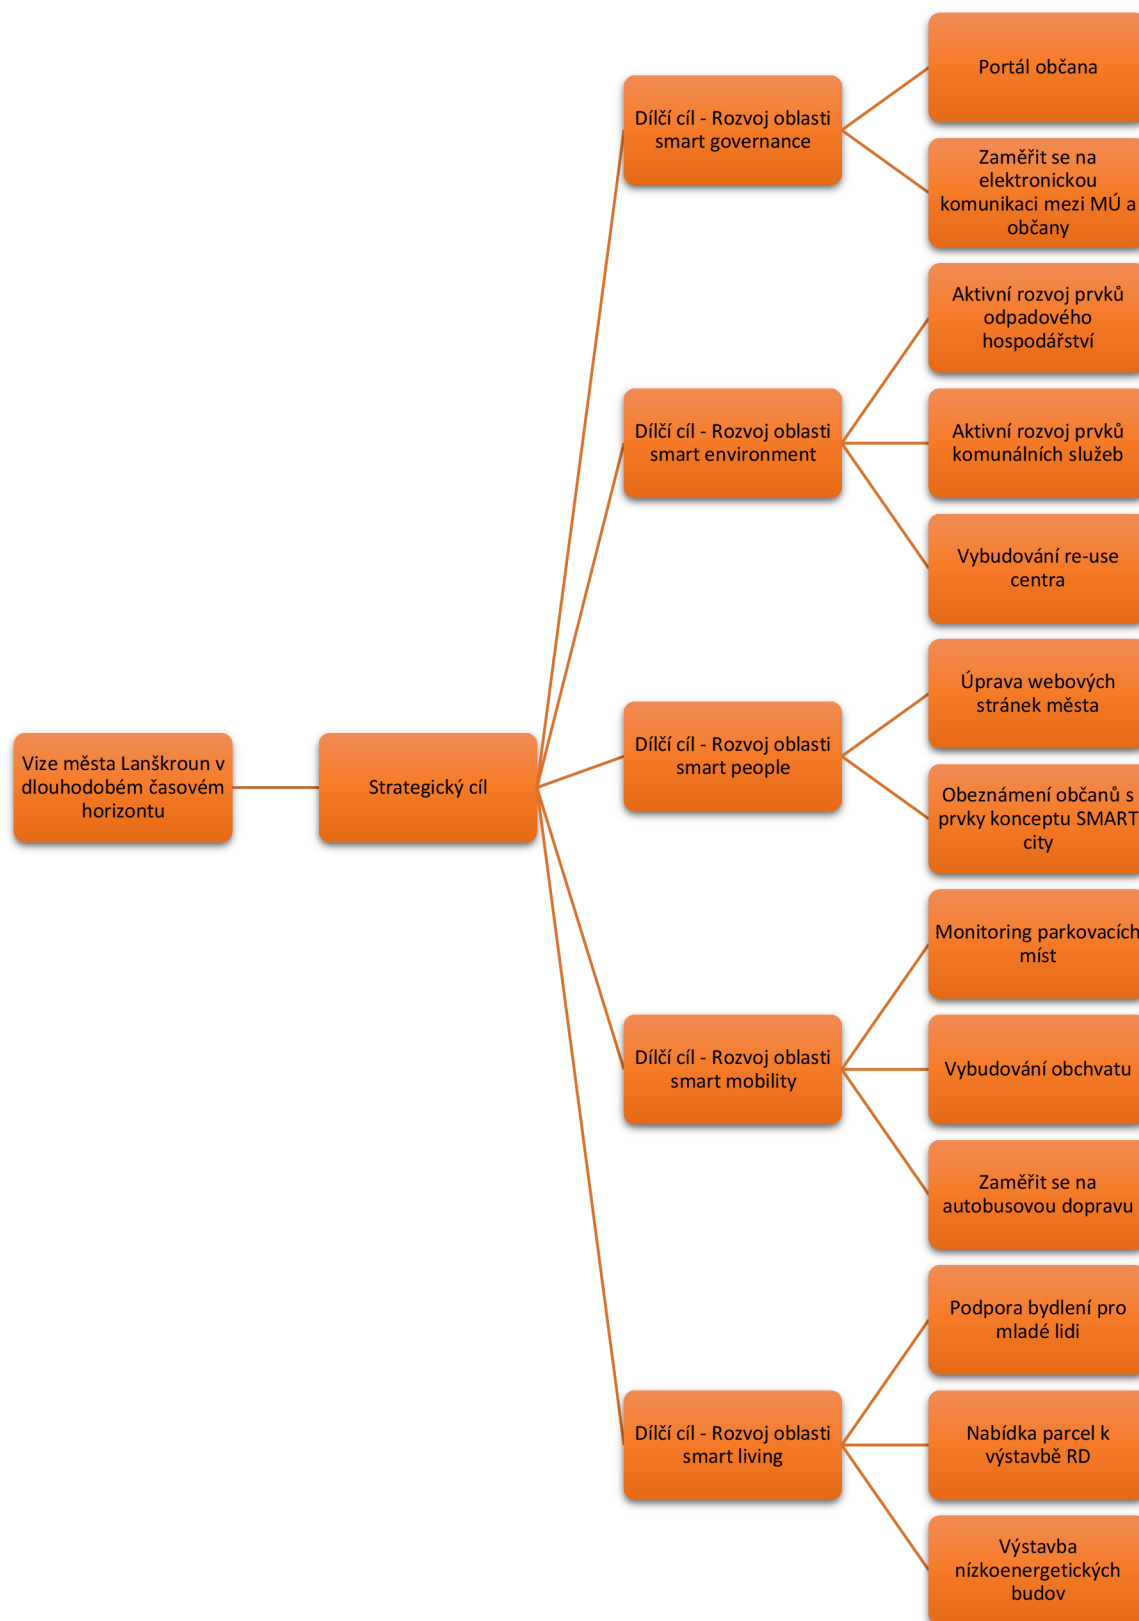 Vize města Lanškroun v
dlouhodobém časovém
horizontu
Strategický cíl
Dílčí cíl - Rozvoj oblasti
smart governance
Portál občana
Zaměřit se na
elektronickou
komunikaci mezi MÚ a
občany
Dílčí cíl - Rozvoj oblasti
smart environment
Aktivní rozvoj prvků
odpadového
hospodářství
Aktivní rozvoj prvků
komunálních služeb
Vybudování re-use
centra
Dílčí cíl - Rozvoj oblasti
smart people
Úprava webových
stránek města
Obeznámení občanů s
prvky konceptu SMART
city
Dílčí cíl - Rozvoj oblasti
smart mobility
Monitoring parkovacích
míst
Vybudování obchvatu
Zaměřit se na
autobusovou dopravu
Dílčí cíl - Rozvoj oblasti
smart living
Podpora bydlení pro
mladé lidi
Nabídka parcel k
výstavbě RD
Výstavba
nízkoenergetických
budov